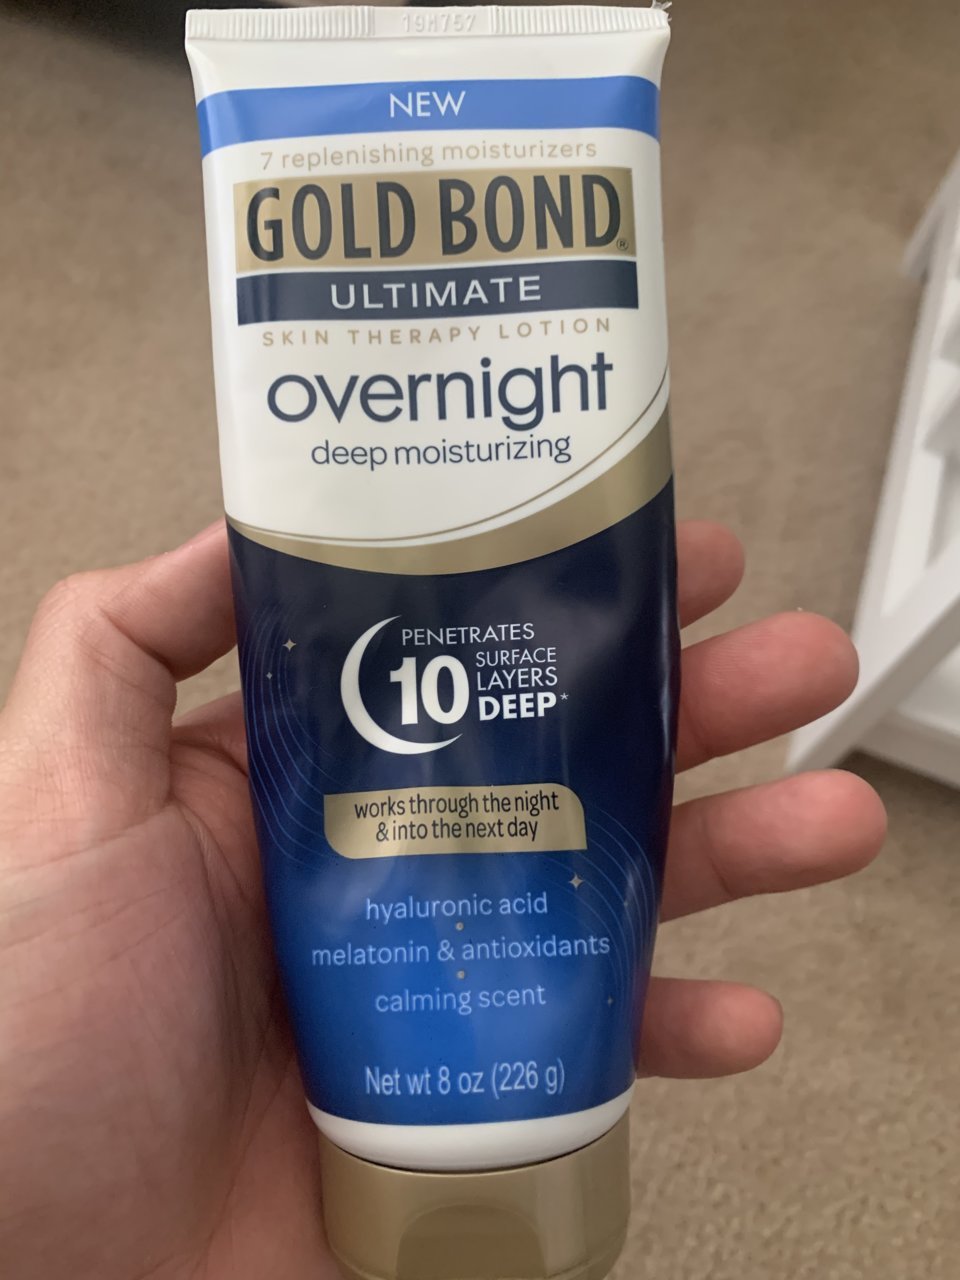 19H757
NEW
7 replenishing moisturizers
GOLD BOND®
ULTIMATE
SKIN THERAPY LOTION
overnight
deep moisturizing
PENETRATES
10 SURFACE
LAYERS
DEEP*
works through the night
& into the next day
hyaluronic acid
melatonin & antioxidants
calming scent
Net wt 8 oz (226 g)